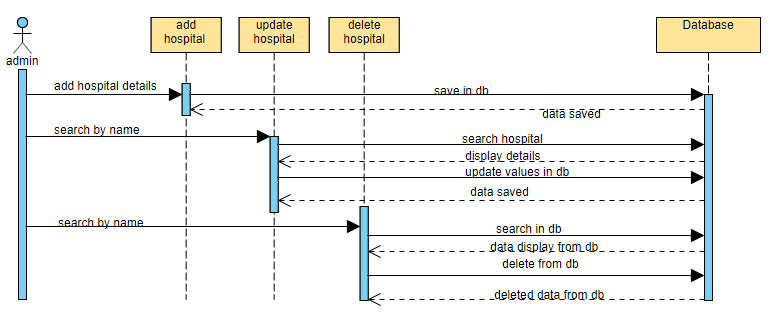 add
hospital
update
hospital
delete
hospital
Database
admin
add hospital details
save in db
data saved
search by name
search hospital
display details
update values in db
data saved
search by name
search in db
data display from db
delete from db
deleted data from db